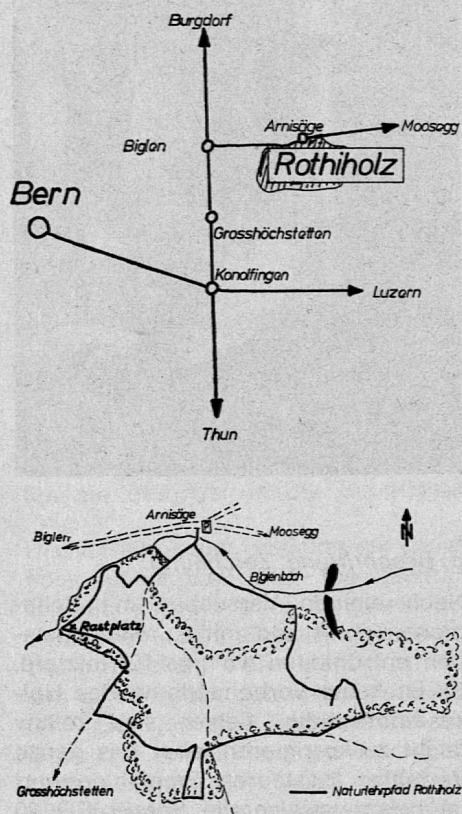 Burgdorf
Arnisäge
Moosegg
Biglen
Rothiholz
Bern
Grosshöchstetten
Konolfingen
Luzern
Thun
Arnisäge
P
N
Biglen
Moosegg
Biglenbach
Rastplatz
Grosshöchstetten
Naturlehrpfad Rothiholz